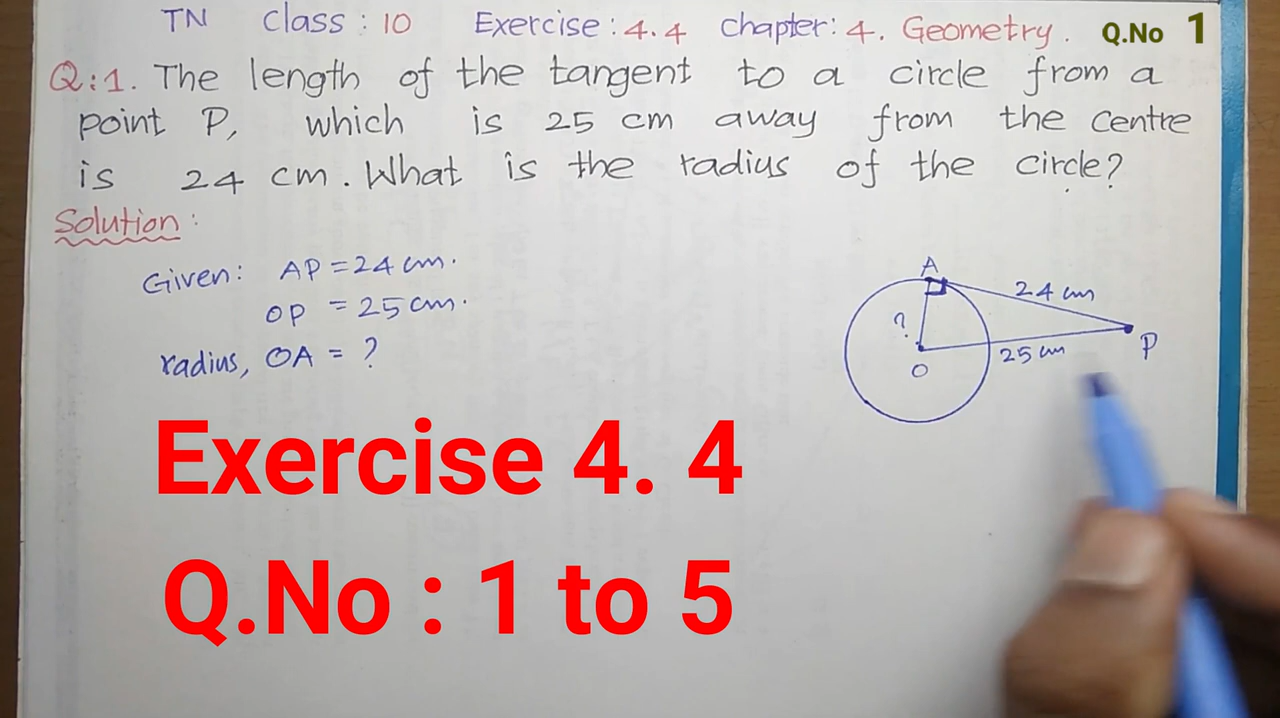 TN Class : 10 Exercise : 4.4 Chapter: 4. Geometry. Q.No 1
Q:1. The length of the tangent to a circle from a
point P, which is 25 cm away from the centre
is 24 cm. What is the radius of the circle?
Solution :
Given: AP = 24 cm.
OP = 25 cm.
radius, OA = ?
A
24 cm
?
25 cm
P
O
Exercise 4. 4
Q.No : 1 to 5